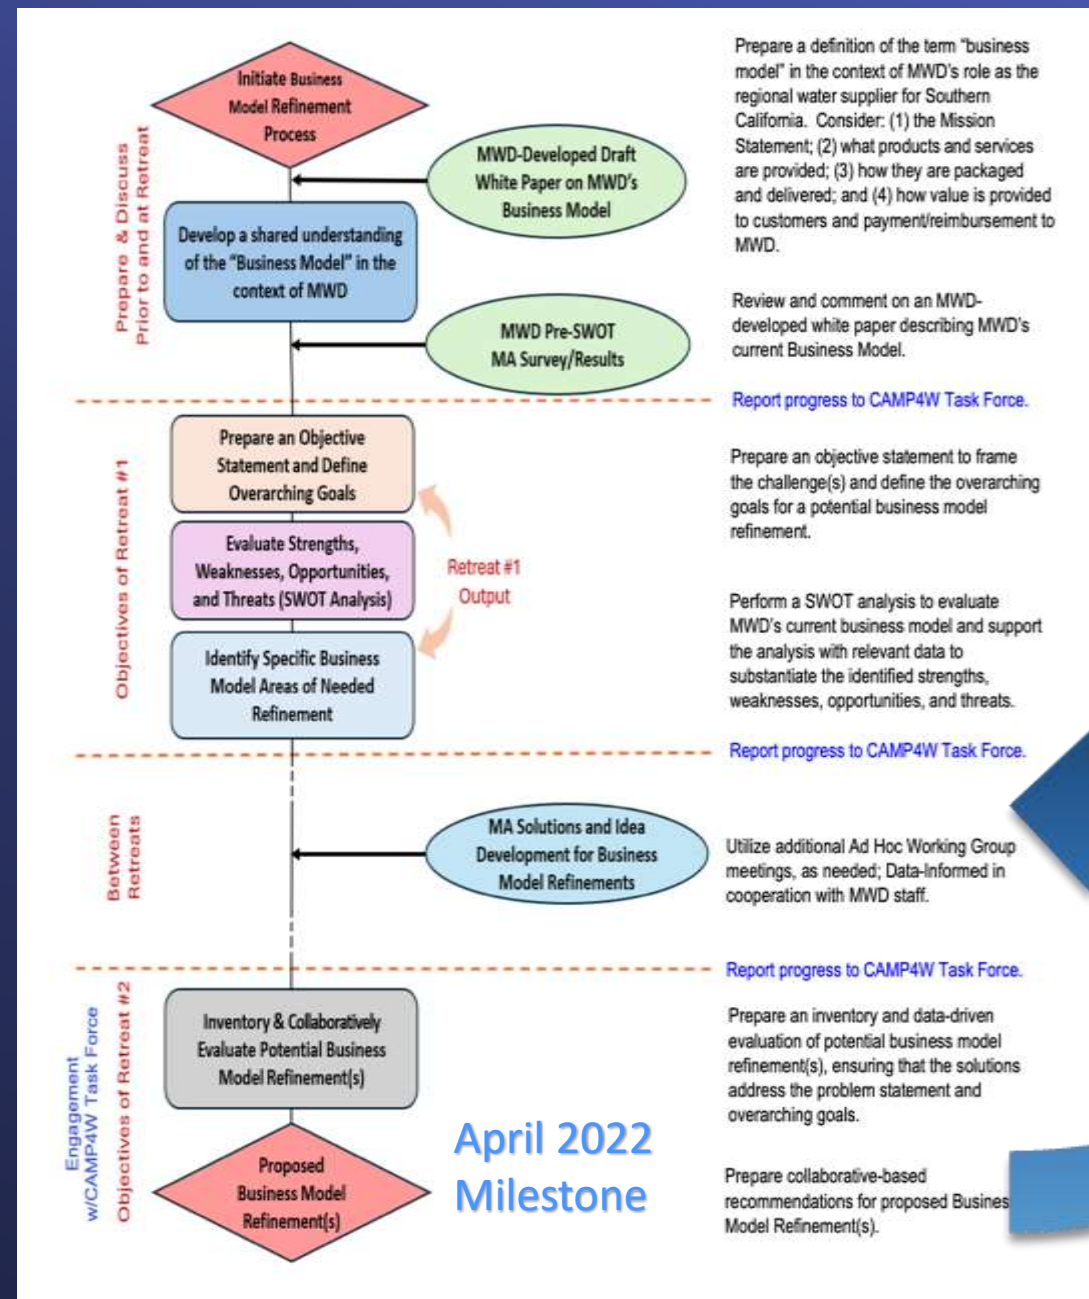 Initiate Business
Model Refinement
Process
MWD-Developed Draft
White Paper on MWD's
Business Model
Develop a shared understanding
of the "Business Model" in the
context of MWD
MWD Pre-SWOT
MA Survey/Results
Prepare & Discuss
Prior to and at Retreat
Prepare a definition of the term "business
model" in the context of MWD's role as the
regional water supplier for Southern
California. Consider: (1) the Mission
Statement; (2) what products and services
are provided; (3) how they are packaged
and delivered; and (4) how value is provided
to customers and payment/reimbursement to
MWD.
Review and comment on an MWD-
developed white paper describing MWD's
current Business Model.
Report progress to CAMP4W Task Force.
Objectives of Retreat #1
Prepare an Objective
Statement and Define
Overarching Goals
Evaluate Strengths,
Weaknesses, Opportunities,
and Threats (SWOT Analysis)
Identify Specific Business
Model Areas of Needed
Refinement
Retreat #1
Output
Prepare an objective statement to frame
the challenge(s) and define the overarching
goals for a potential business model
refinement.
Perform a SWOT analysis to evaluate
MWD's current business model and support
the analysis with relevant data to
substantiate the identified strengths,
weaknesses, opportunities, and threats.
Report progress to CAMP4W Task Force.
Between
Retreats
MA Solutions and Idea
Development for Business
Model Refinements
Utilize additional Ad Hoc Working Group
meetings, as needed; Data-Informed in
cooperation with MWD staff.
Report progress to CAMP4W Task Force.
Engagement
w/CAMP4W Task Force
Objectives of Retreat #2
Inventory & Collaboratively
Evaluate Potential Business
Model Refinement(s)
Proposed
Business Model
Refinement(s)
April 2022
Milestone
Prepare an inventory and data-driven
evaluation of potential business model
refinement(s), ensuring that the solutions
address the problem statement and
overarching goals.
Prepare collaborative-based
recommendations for proposed Busines
Model Refinement(s).